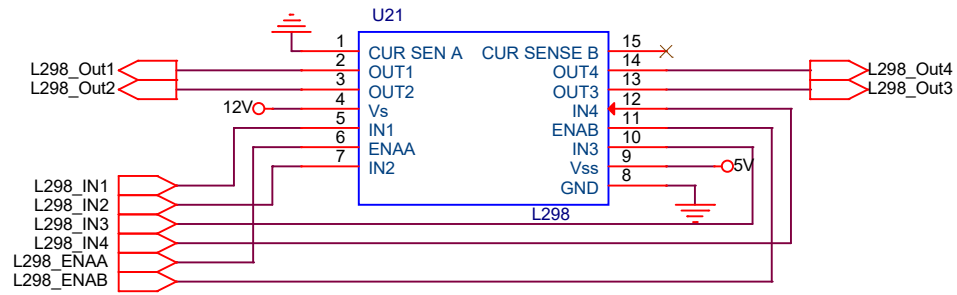 U21
1 CUR SEN A CUR SENSE B 15
L298_Out1 2 OUT1 OUT4 14 L298_Out4
L298_Out2 3 OUT2 OUT3 13 L298_Out3
12V 4 Vs IN4 12
5 IN1 ENAB 11
6 ENAA IN3 10
7 IN2 Vss 9 5V
GND 8
L298_IN1
L298_IN2
L298
L298_IN3
L298_IN4
L298_ENAA
L298_ENAB